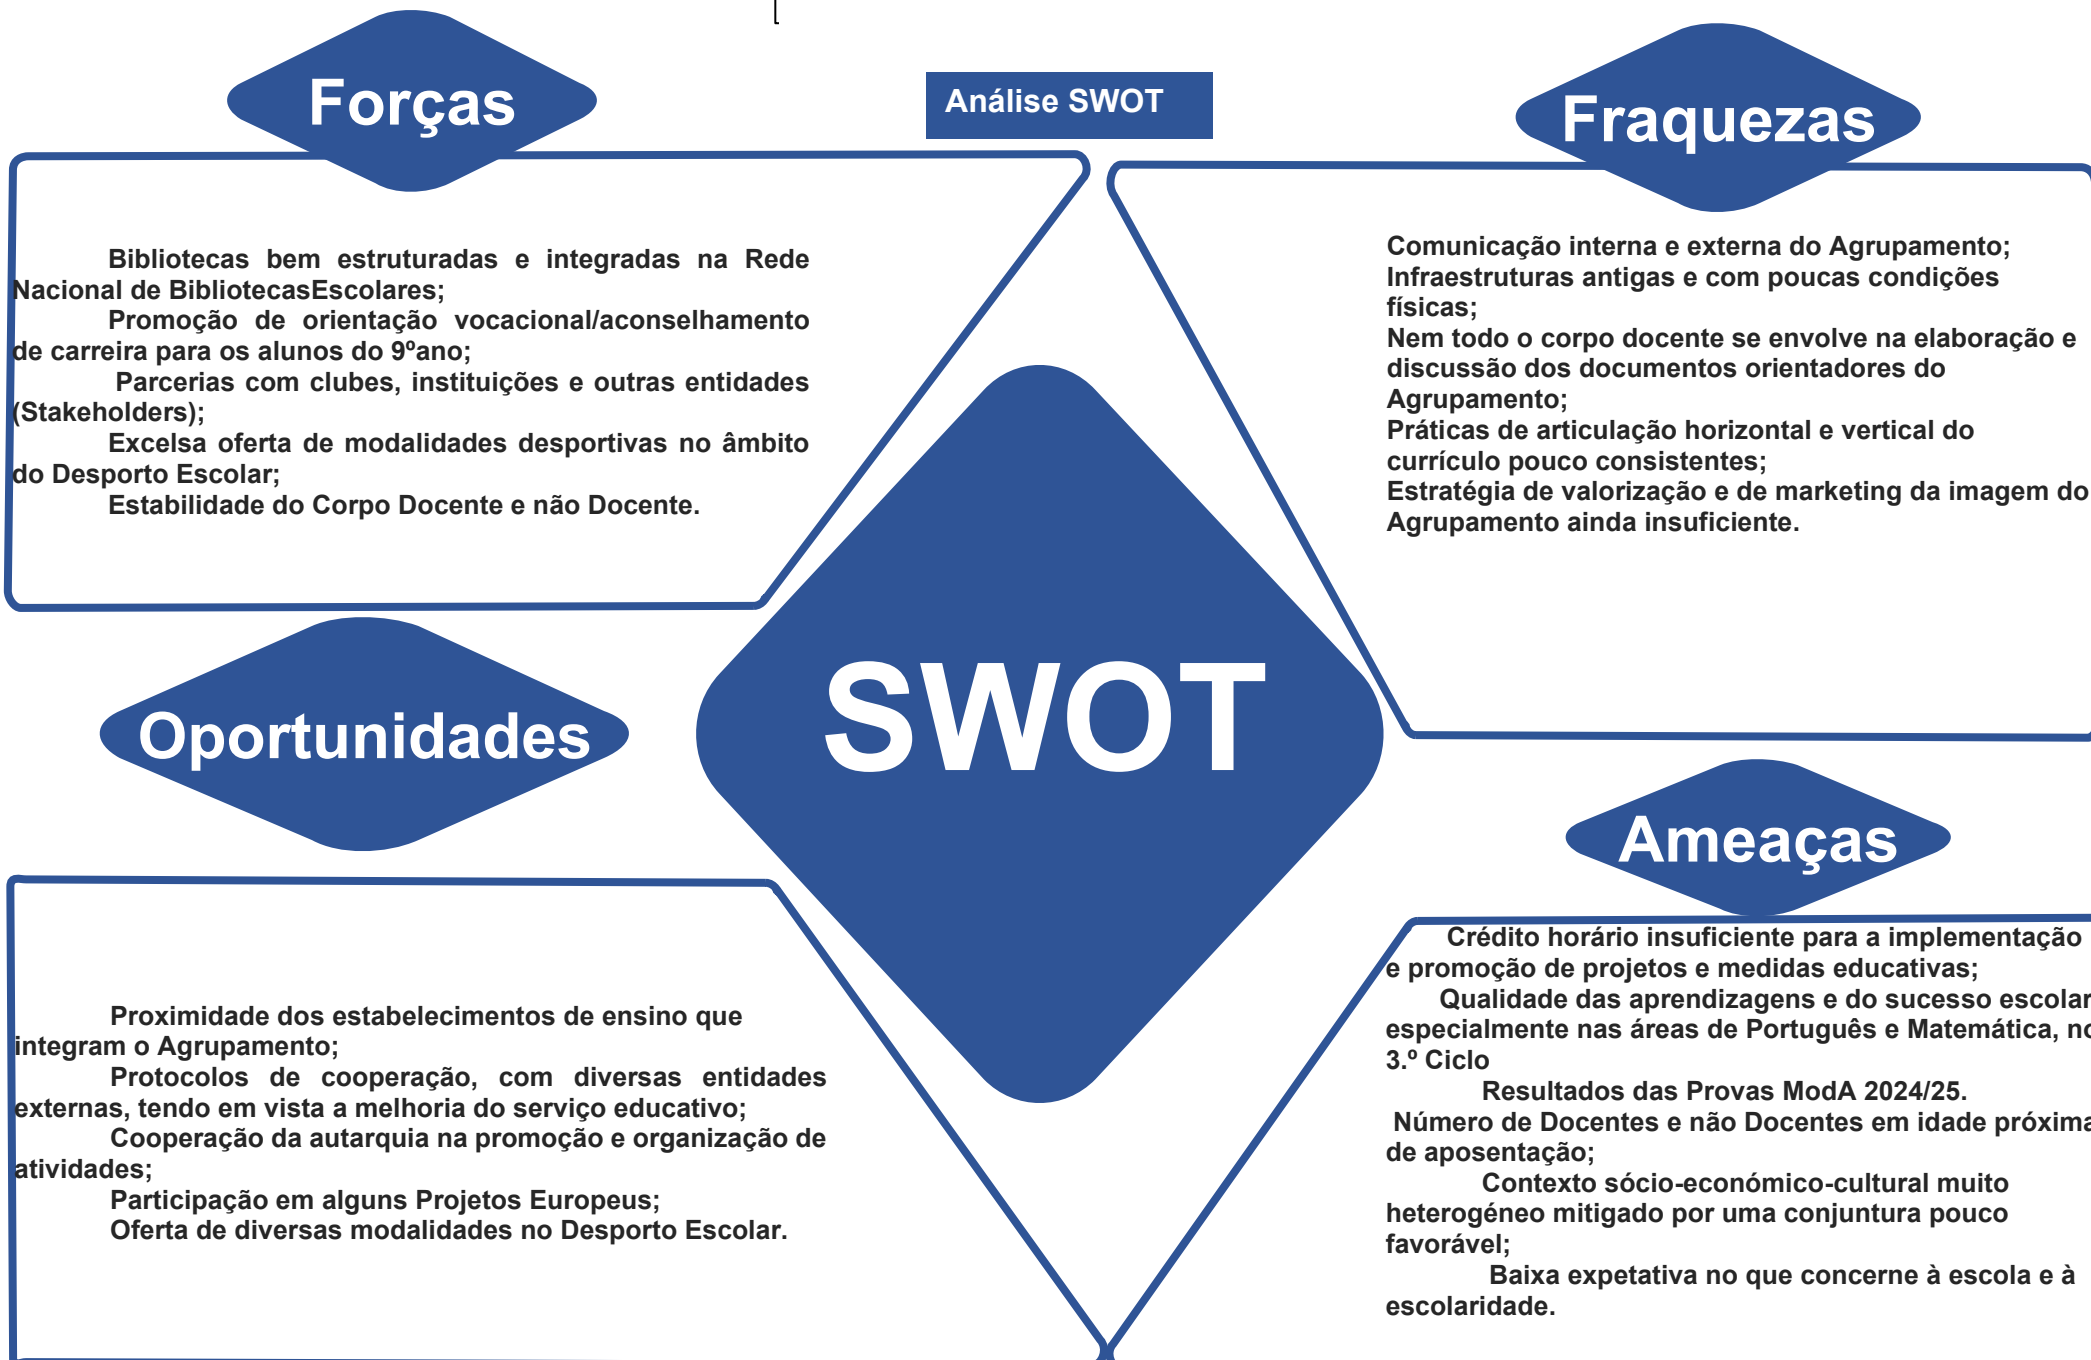 Análise SWOT
Forças
Bibliotecas bem estruturadas e integradas na Rede
Nacional de BibliotecasEscolares;
Promoção de orientação vocacional/aconselhamento
de carreira para os alunos do 9ºano;
Parcerias com clubes, instituições e outras entidades
(Stakeholders);
Excelsa oferta de modalidades desportivas no âmbito
do Desporto Escolar;
Estabilidade do Corpo Docente e não Docente.
Fraquezas
Comunicação interna e externa do Agrupamento;
Infraestruturas antigas e com poucas condições
físicas;
Nem todo o corpo docente se envolve na elaboração e
discussão dos documentos orientadores do
Agrupamento;
Práticas de articulação horizontal e vertical do
currículo pouco consistentes;
Estratégia de valorização e de marketing da imagem do
Agrupamento ainda insuficiente.
SWOT
Oportunidades
Proximidade dos estabelecimentos de ensino que
integram o Agrupamento;
Protocolos de cooperação, com diversas entidades
externas, tendo em vista a melhoria do serviço educativo;
Cooperação da autarquia na promoção e organização de
atividades;
Participação em alguns Projetos Europeus;
Oferta de diversas modalidades no Desporto Escolar.
Ameaças
Crédito horário insuficiente para a implementação
e promoção de projetos e medidas educativas;
Qualidade das aprendizagens e do sucesso escolar
especialmente nas áreas de Português e Matemática, no
3.º Ciclo
Resultados das Provas ModA 2024/25.
Número de Docentes e não Docentes em idade próxima
de aposentação;
Contexto sócio-económico-cultural muito
heterogéneo mitigado por uma conjuntura pouco
favorável;
Baixa expetativa no que concerne à escola e à
escolaridade.